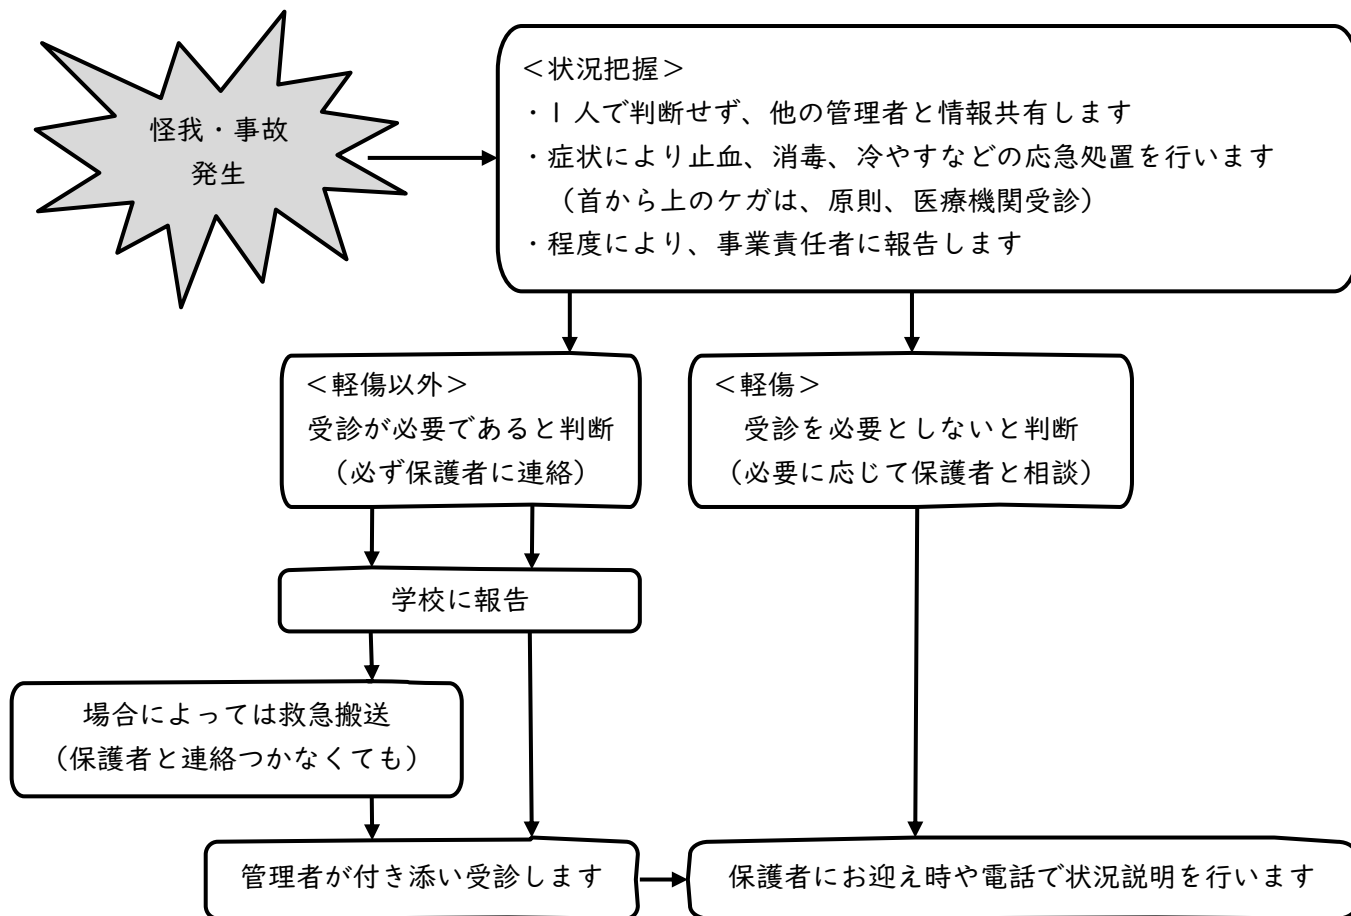 怪我・事故
発生
＜状況把握＞
・1人で判断せず、他の管理者と情報共有します
・症状により止血、消毒、冷やすなどの応急処置を行います
（首から上のケガは、原則、医療機関受診）
・程度により、事業責任者に報告します
＜軽傷以外＞
受診が必要であると判断
（必ず保護者に連絡）
＜軽傷＞
受診を必要としないと判断
（必要に応じて保護者と相談）
学校に報告
場合によっては救急搬送
（保護者と連絡つかなくても）
管理者が付き添い受診します
保護者にお迎え時や電話で状況説明を行います